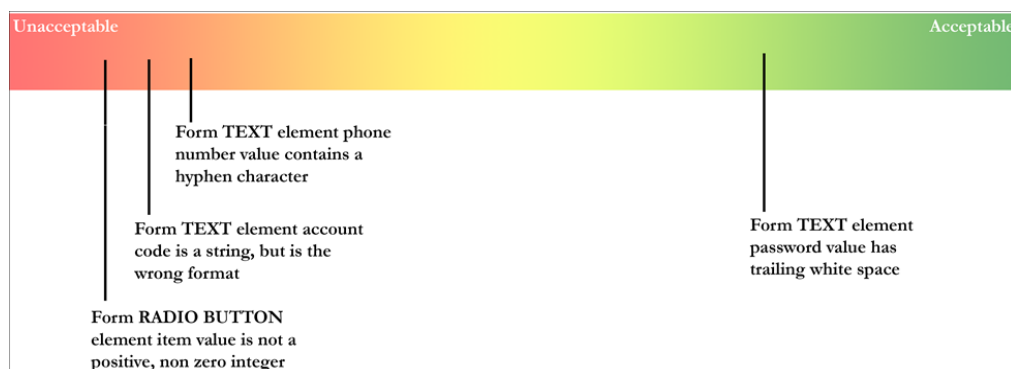 Unacceptable
Acceptable
Form TEXT element phone
number value contains a
hyphen character
Form TEXT element account
code is a string, but is the
wrong format
Form TEXT element
password value has
trailing white space
Form RADIO BUTTON
element item value is not a
positive, non zero integer